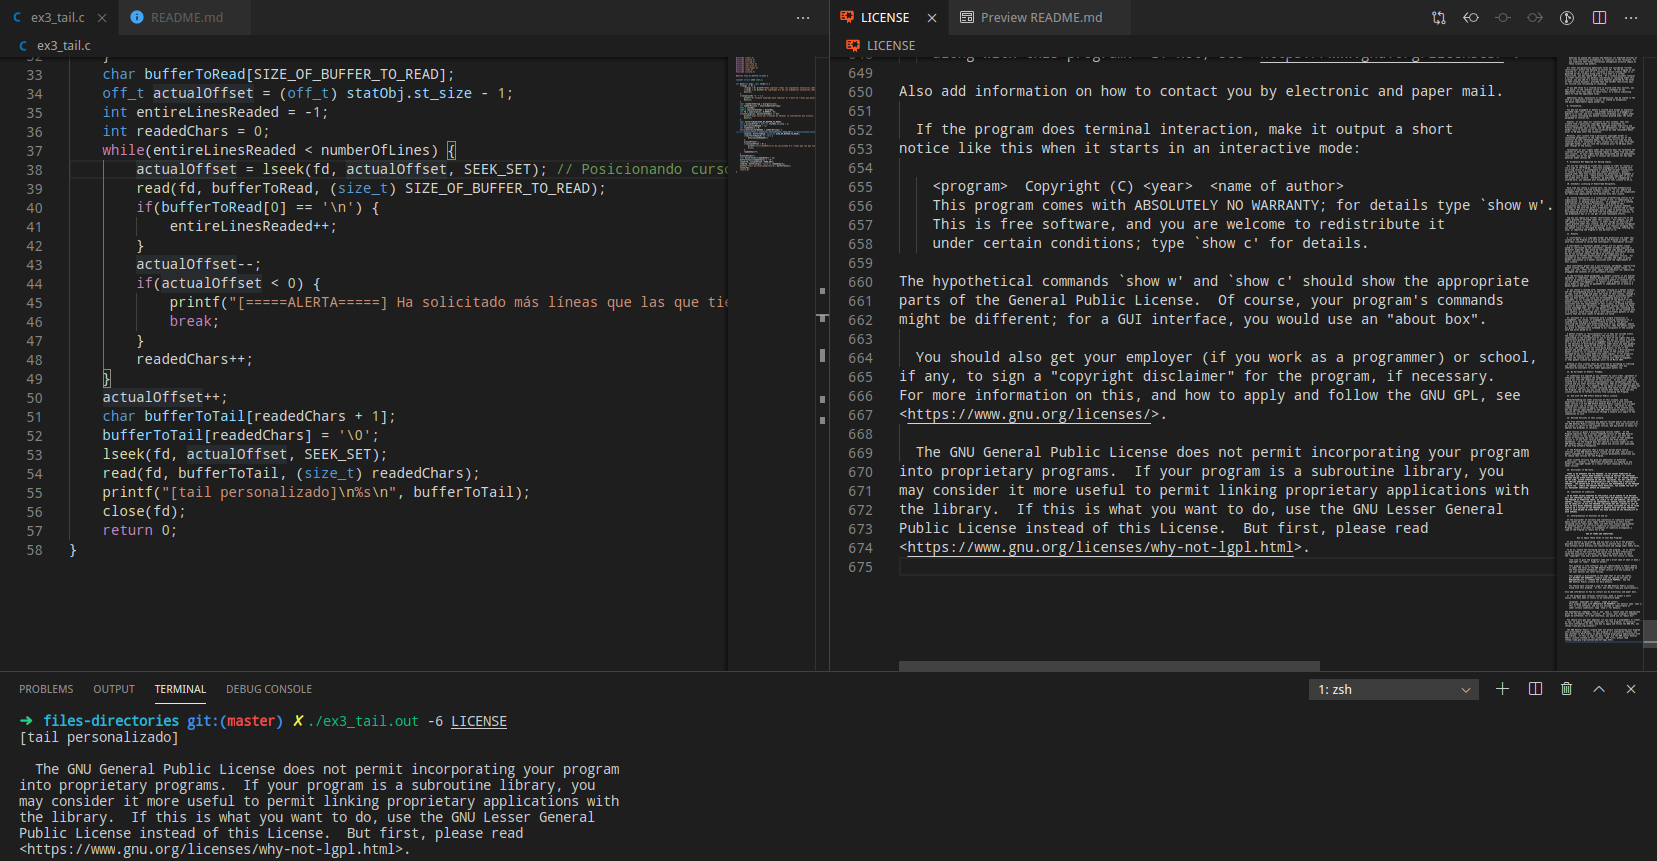 ex3_tail.c
README.md
ex3_tail.c
32 }
33 char bufferToRead[SIZE_OF_BUFFER_TO_READ];
34 off_t actualOffset = (off_t) statObj.st_size - 1;
35 int entireLinesReaded = -1;
36 int readedChars = 0;
37 while(entireLinesReaded < numberOfLines) {
38 actualOffset = lseek(fd, actualOffset, SEEK_SET); // Posicionando curso
39 read(fd, bufferToRead, (size_t) SIZE_OF_BUFFER_TO_READ);
40 if(bufferToRead[0] == '\n') {
41 entireLinesReaded++;
42 }
43 actualOffset--;
44 if(actualOffset < 0) {
45 printf("[=====ALERTA=====] Ha solicitado más líneas que las que tie
46 break;
47 }
48 readedChars++;
49 }
50 actualOffset++;
51 char bufferToTail[readedChars + 1];
52 bufferToTail[readedChars] = '\0';
53 lseek(fd, actualOffset, SEEK_SET);
54 read(fd, bufferToTail, (size_t) readedChars);
55 printf("[tail personalizado]\n%s\n", bufferToTail);
56 close(fd);
57 return 0;
58 }
LICENSE
Preview README.md
LICENSE
649
650 Also add information on how to contact you by electronic and paper mail.
651
652 If the program does terminal interaction, make it output a short
653 notice like this when it starts in an interactive mode:
654
655 <program>  Copyright (C) <year>  <name of author>
656 This program comes with ABSOLUTELY NO WARRANTY; for details type `show w'.
657 This is free software, and you are welcome to redistribute it
658 under certain conditions; type `show c' for details.
659
660 The hypothetical commands `show w' and `show c' should show the appropriate
661 parts of the General Public License.  Of course, your program's commands
662 might be different; for a GUI interface, you would use an "about box".
663
664 You should also get your employer (if you work as a programmer) or school,
665 if any, to sign a "copyright disclaimer" for the program, if necessary.
666 For more information on this, and how to apply and follow the GNU GPL, see
667 <https://www.gnu.org/licenses/>.
668
669 The GNU General Public License does not permit incorporating your program
670 into proprietary programs.  If your program is a subroutine library, you
671 may consider it more useful to permit linking proprietary applications with
672 the library.  If this is what you want to do, use the GNU Lesser General
673 Public License instead of this License.  But first, please read
674 <https://www.gnu.org/licenses/why-not-lgpl.html>.
675
PROBLEMS OUTPUT TERMINAL DEBUG CONSOLE
1: zsh
➜ files-directories git:(master) ✗ ./ex3_tail.out -6 LICENSE
[tail personalizado]
The GNU General Public License does not permit incorporating your program
into proprietary programs.  If your program is a subroutine library, you
may consider it more useful to permit linking proprietary applications with
the library.  If this is what you want to do, use the GNU Lesser General
Public License instead of this License.  But first, please read
<https://www.gnu.org/licenses/why-not-lgpl.html>.